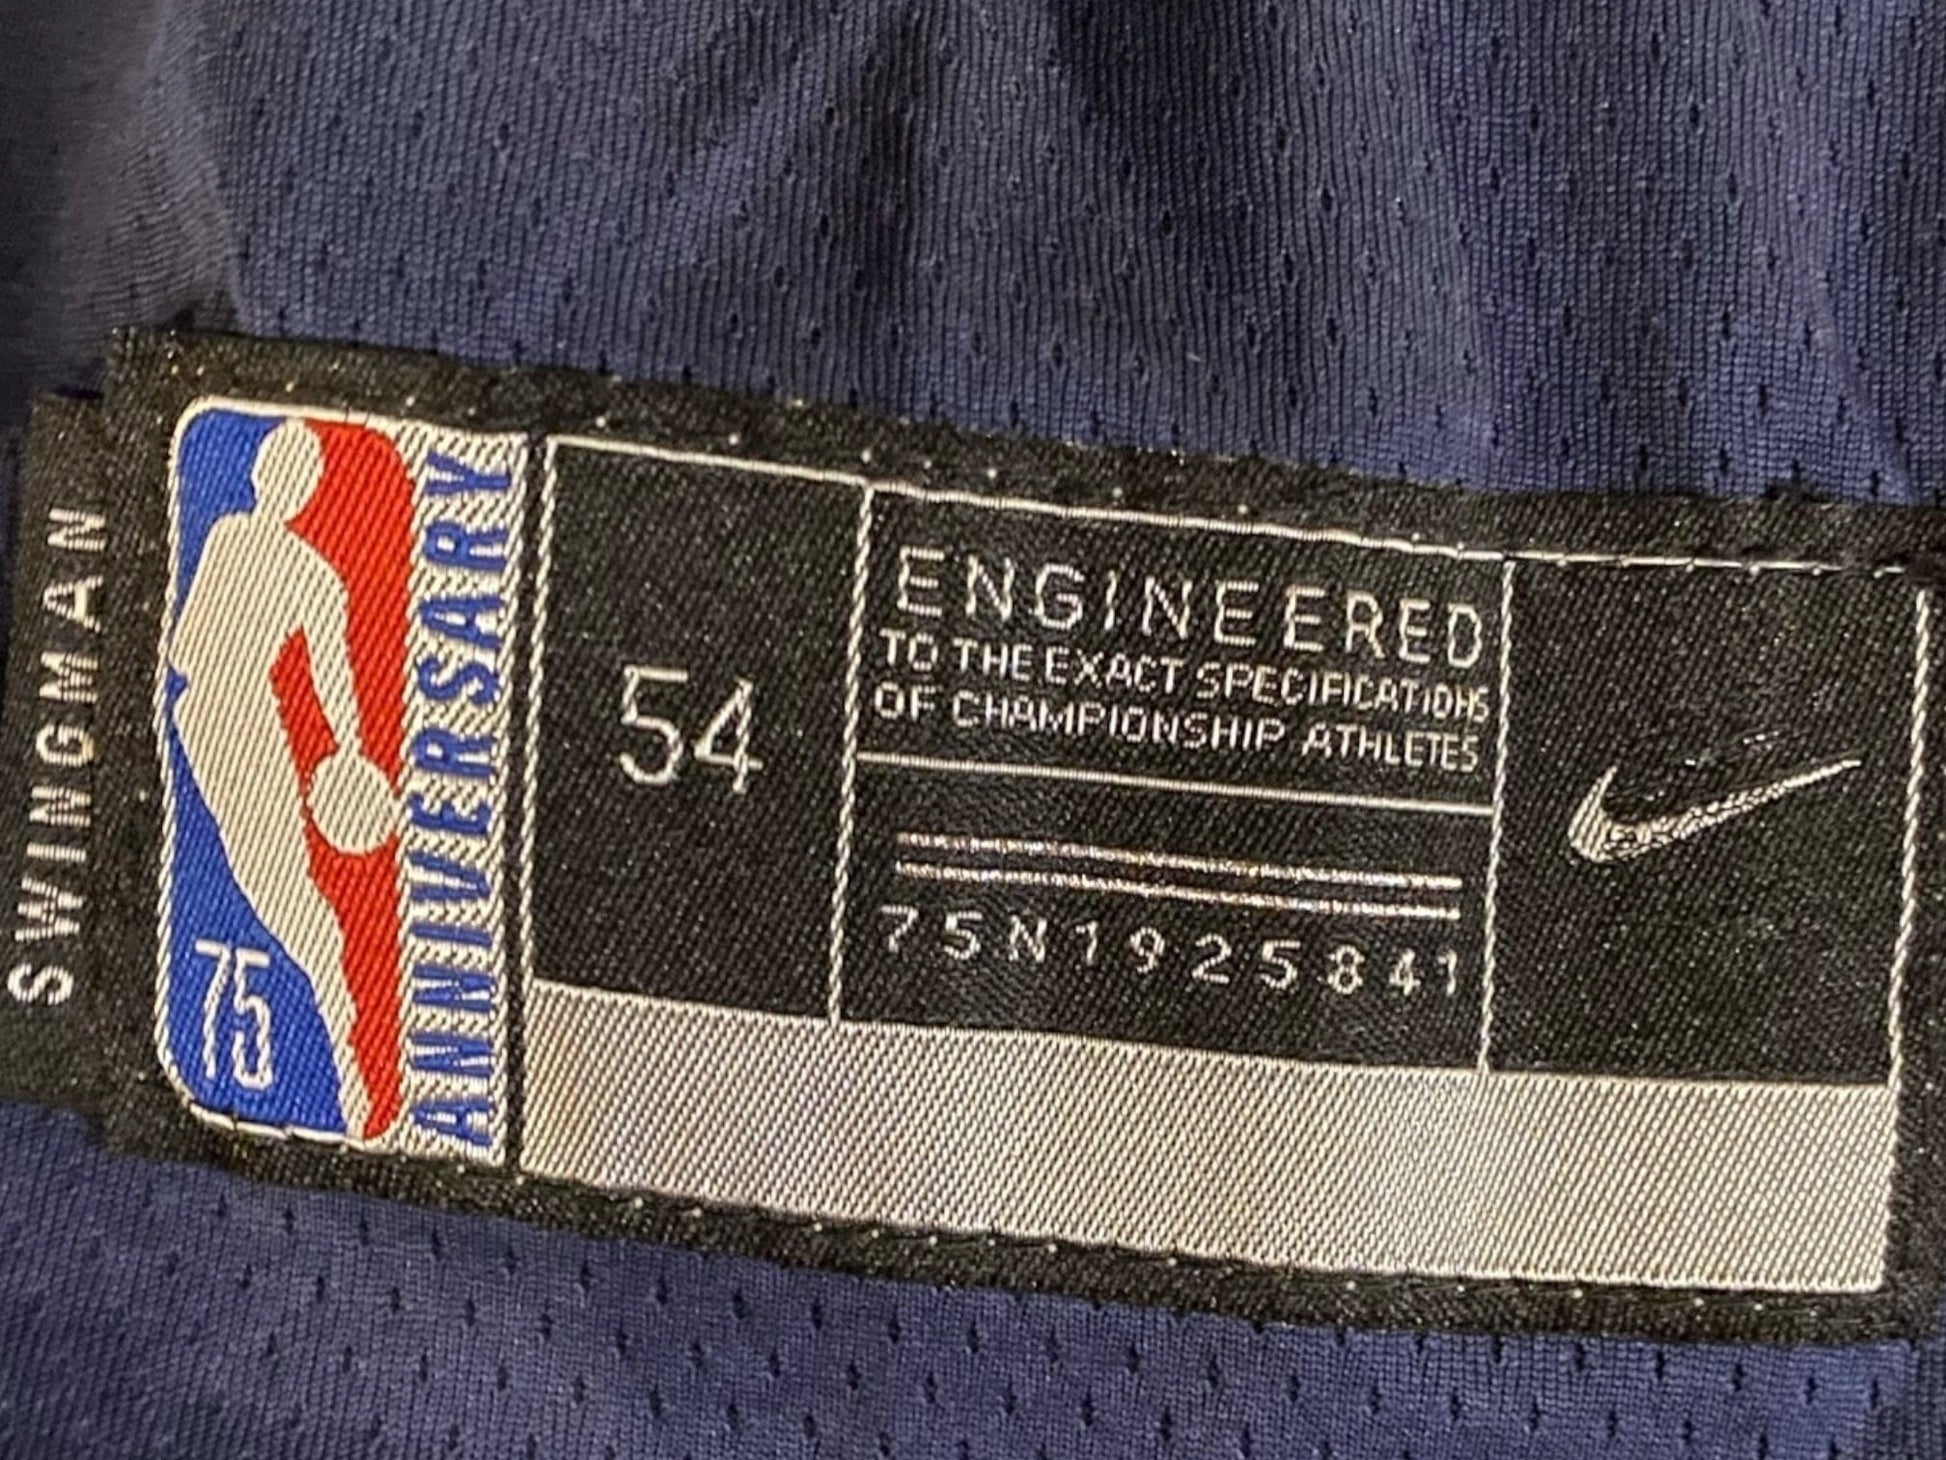 SWINGMAN
75
ANNIVERSARY
54
ENGINEERED
TO THE EXACT SPECIFICATIONS
OF CHAMPIONSHIP ATHLETES
75N1925841